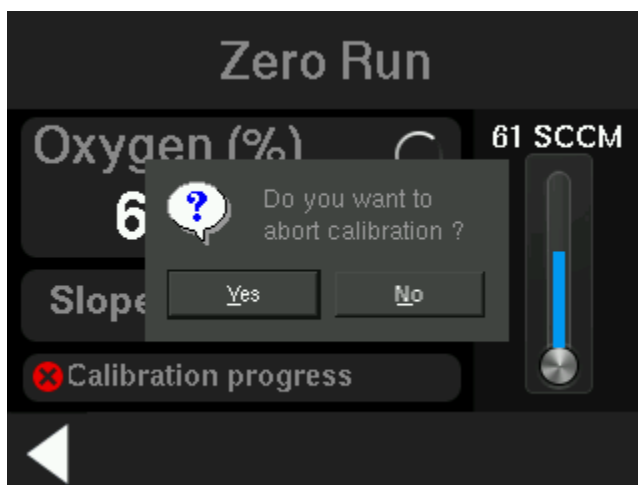 Zero Run
Oxygen (%)
61 SCCM
6
Do you want to
abort calibration ?
Slope
Yes
No
Calibration progress